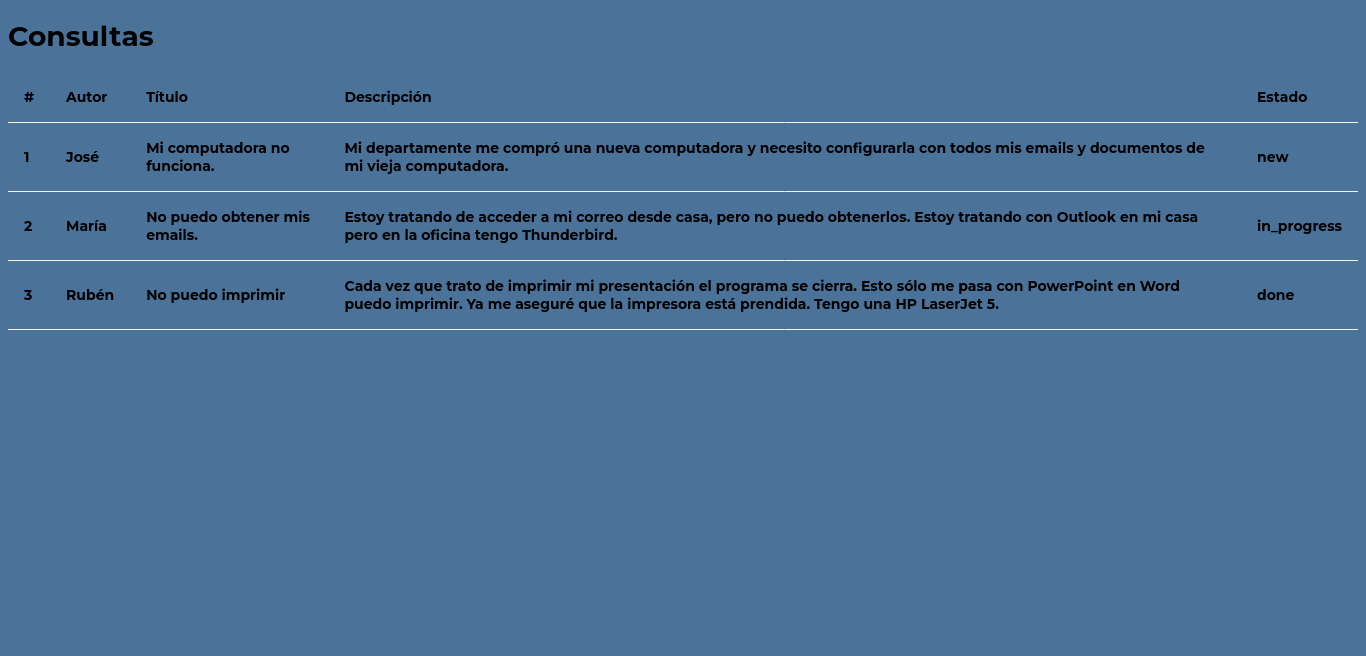 Consultas
# Autor Título Descripción Estado
1 José Mi computadora no funciona. Mi departamente me compró una nueva computadora y necesito configurarla con todos mis emails y documentos de mi vieja computadora. new
2 María No puedo obtener mis emails. Estoy tratando de acceder a mi correo desde casa, pero no puedo obtenerlos. Estoy tratando con Outlook en mi casa pero en la oficina tengo Thunderbird. in_progress
3 Rubén No puedo imprimir Cada vez que trato de imprimir mi presentación el programa se cierra. Esto sólo me pasa con PowerPoint en Word puedo imprimir. Ya me aseguré que la impresora está prendida. Tengo una HP LaserJet 5. done